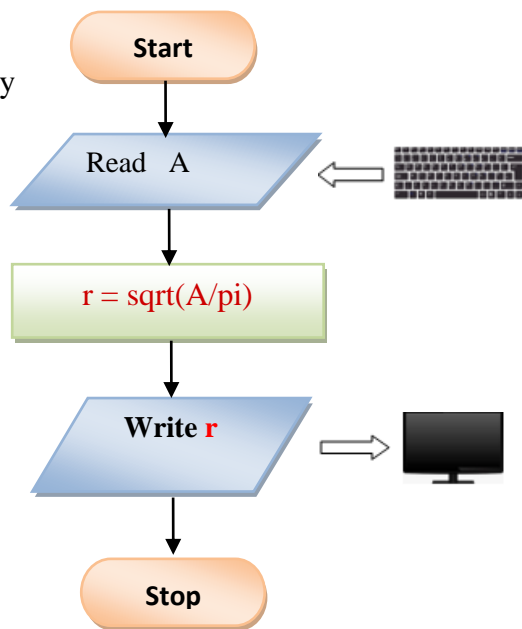 Start
y
Read A
r = sqrt(A/pi)
Write r
Stop